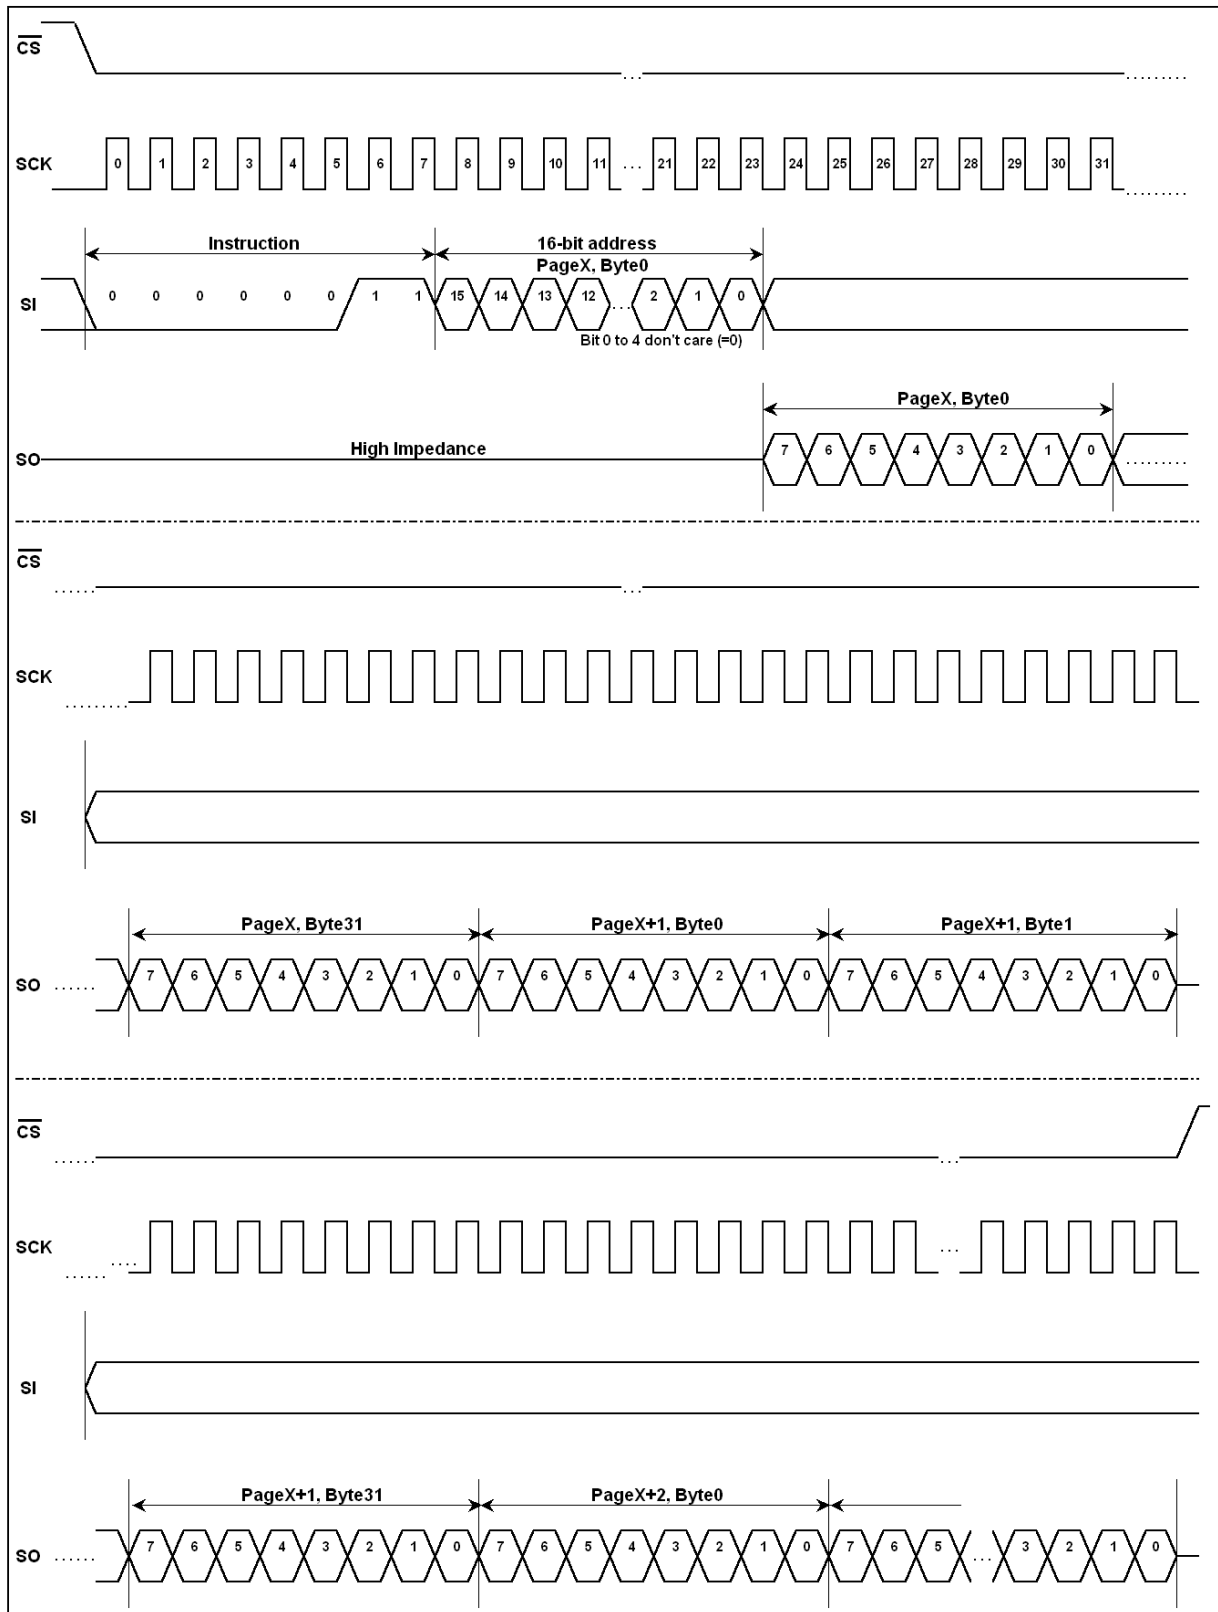 CS
...
.........
SCK
0 1 2 3 4 5 6 7 8 9 10 11 ... 21 22 23 24 25 26 27 28 29 30 31
.........
Instruction
16-bit address
PageX, Byte0
SI
0 0 0 0 0 0 1 1 15 14 13 12 ... 2 1 0
Bit 0 to 4 don't care (=0)
PageX, Byte0
SO
High Impedance
7 6 5 4 3 2 1 0 .........
CS
......
...
SCK
.........
SI
PageX, Byte31 PageX+1, Byte0 PageX+1, Byte1
SO ...... 7 6 5 4 3 2 1 0 7 6 5 4 3 2 1 0 7 6 5 4 3 2 1 0
CS
......
...
SCK
...... ....
...
SI
PageX+1, Byte31 PageX+2, Byte0
SO ...... 7 6 5 4 3 2 1 0 7 6 5 4 3 2 1 0 7 6 5 ... 3 2 1 0